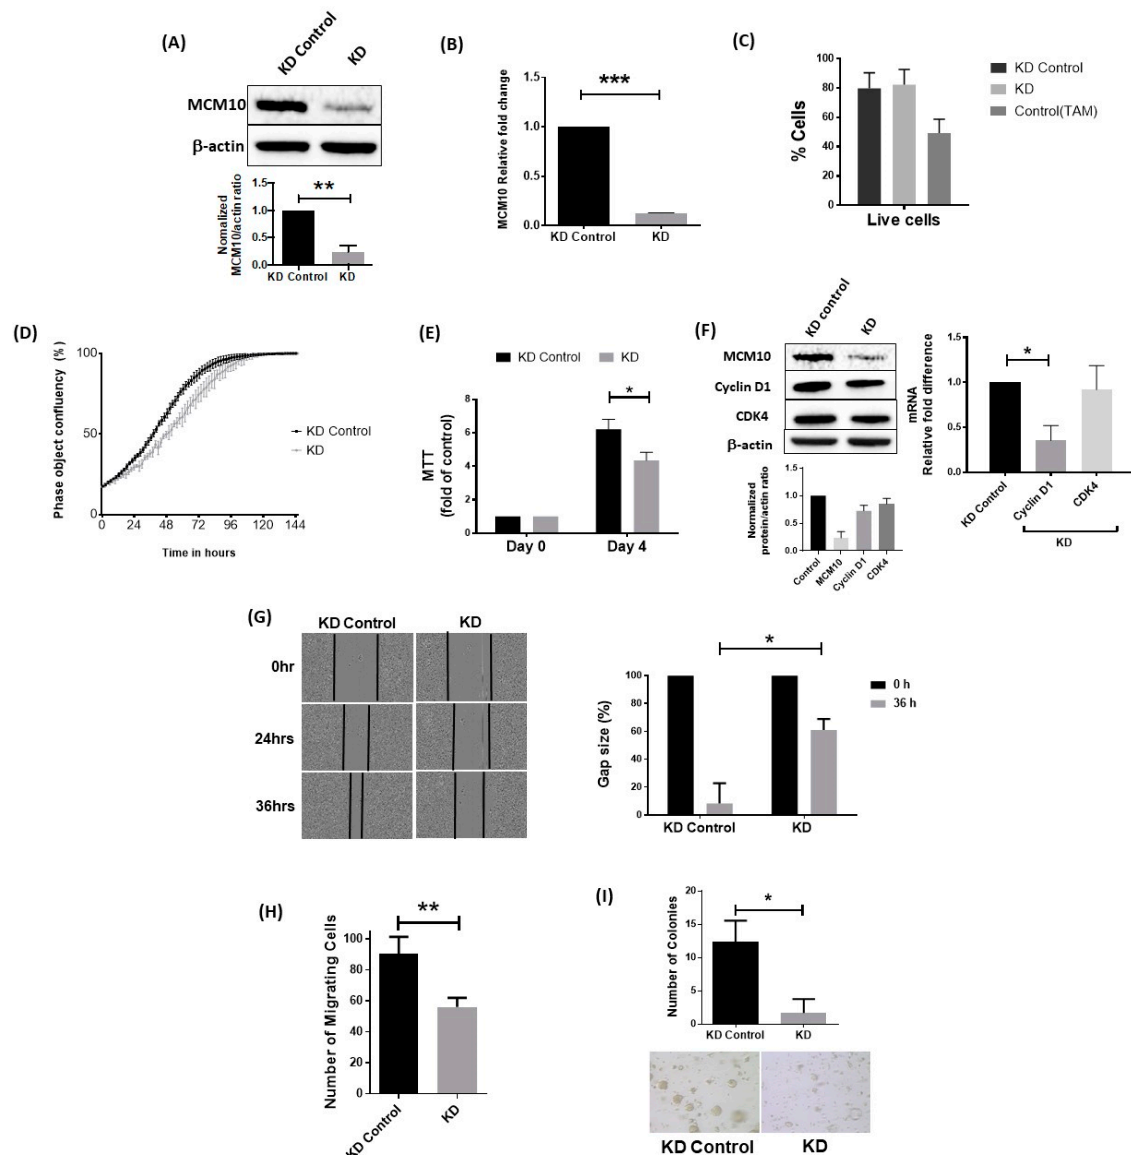 (A)
KD Control
KD
MCM10
β-actin
Nomalized
MCM10/actin ratio
1.5
1.0
0.5
0.0
KD Control
KD
**
(B)
MCM10 Relative fold change
1.5
1.0
0.5
0.0
***
KD Control
KD
(C)
% Cells
100
80
60
40
20
0
Live cells
KD Control
KD
Control(TAM)
(D)
Phase object confluency (%)
100
50
0
0
24
48
72
96
120
144
Time in hours
KD Control
KD
(E)
KD Control
KD
MTT
(fold of control)
8
6
4
2
0
*
Day 0
Day 4
(F)
KD control
KD
MCM10
Cyclin D1
CDK4
β-actin
Normalized
protein/actin ratio
1.5
1.0
0.5
0.0
Control
MCM10
Cyclin D1
CDK4
mRNA
Relative fold difference
1.5
1.0
0.5
0.0
*
KD Control
Cyclin D1
CDK4
KD
(G)
KD Control
KD
0hr
24hrs
36hrs
Gap size (%)
100
80
60
40
20
0
*
KD Control
KD
0 h
36 h
(H)
Number of Migrating Cells
100
80
60
40
20
0
**
KD Control
KD
(I)
Number of Colonies
20
15
10
5
0
*
KD Control
KD
KD Control
KD